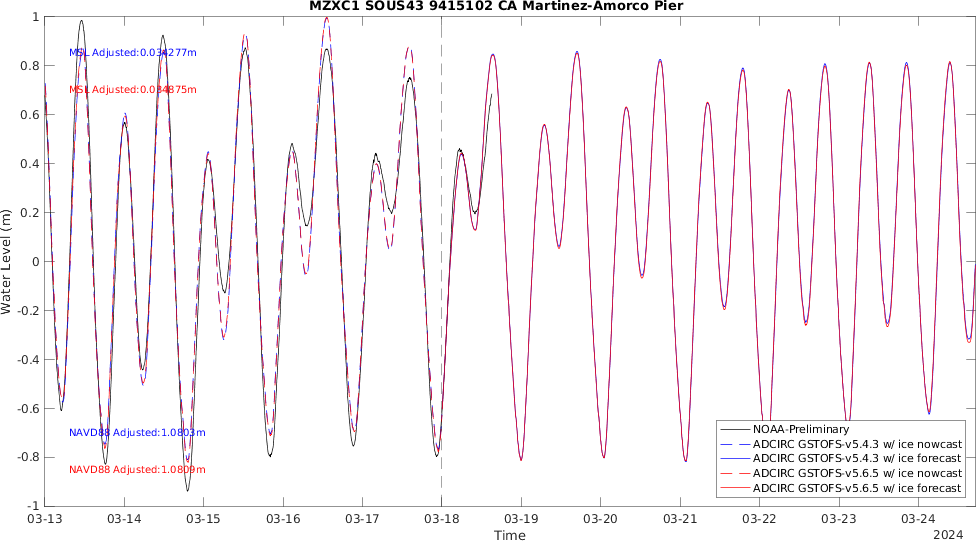 MZXC1 SOUS43 9415102 CA Martinez-Amorco Pier
1
0.8
0.6
0.4
0.2
0
-0.2
-0.4
-0.6
-0.8
-1
Water Level (m)
MSL Adjusted:0.034277m
MSL Adjusted:0.034875m
NAVD88 Adjusted:1.0803m
NAVD88 Adjusted:1.0809m
NOAA-Preliminary
ADCIRC GSTOFS-v5.4.3 w/ ice nowcast
ADCIRC GSTOFS-v5.4.3 w/ ice forecast
ADCIRC GSTOFS-v5.6.5 w/ ice nowcast
ADCIRC GSTOFS-v5.6.5 w/ ice forecast
03-13 03-14 03-15 03-16 03-17 03-18 03-19 03-20 03-21 03-22 03-23 03-24
Time
2024